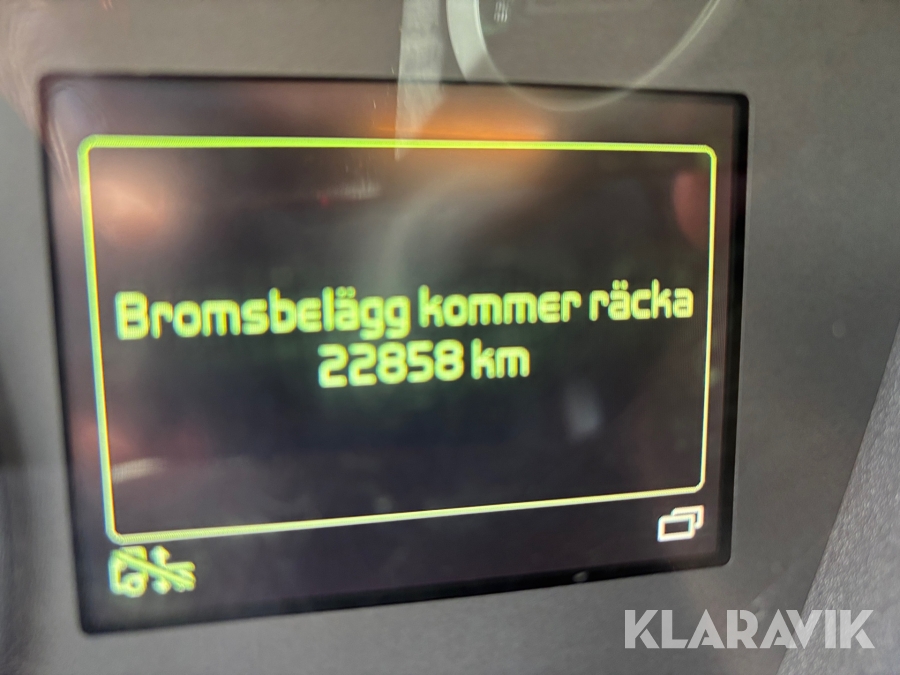 Bromsbelägg kommer räcka
22858 km
KLARAVIK